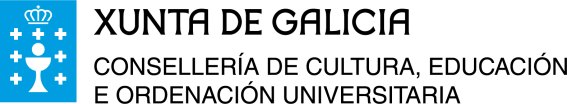 XUNTA DE GALICIA
CONSELLERÍA DE CULTURA, EDUCACIÓN
E ORDENACIÓN UNIVERSITARIA